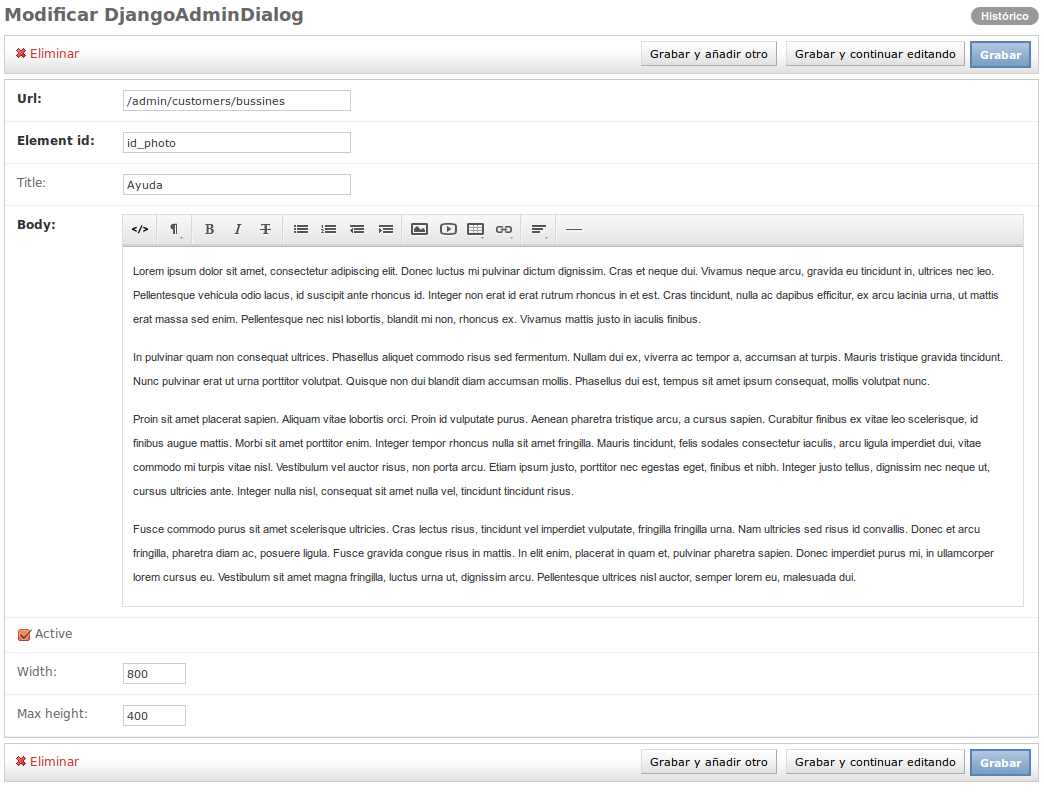 Modificar DjangoAdminDialog
Histórico
Eliminar
Grabar y añadir otro
Grabar y continuar editando
Grabar
Url:
/admin/customers/bussines
Element id:
id_photo
Title:
Ayuda
Body:
</>
¶
B
I
T
Lorem ipsum dolor sit amet, consectetur adipiscing elit. Donec luctus mi pulvinar dictum dignissim. Cras et neque dui. Vivamus neque arcu, gravida eu tincidunt in, ultrices nec leo.
Pellentesque vehicula odio lacus, id suscipit ante rhoncus id. Integer non erat id erat rutrum rhoncus in et est. Cras tincidunt, nulla ac dapibus efficitur, ex arcu lacinia urna, ut mattis
erat massa sed enim. Pellentesque nec nisl lobortis, blandit mi non, rhoncus ex. Vivamus mattis justo in iaculis finibus.
In pulvinar quam non consequat ultrices. Phasellus aliquet commodo risus sed fermentum. Nullam dui ex, viverra ac tempor a, accumsan at turpis. Mauris tristique gravida tincidunt.
Nunc pulvinar erat ut urna porttitor volutpat. Quisque non dui blandit diam accumsan mollis. Phasellus dui est, tempus sit amet ipsum consequat, mollis volutpat nunc.
Proin sit amet placerat sapien. Aliquam vitae lobortis orci. Proin id vulputate purus. Aenean pharetra tristique arcu, a cursus sapien. Curabitur finibus ex vitae leo scelerisque, id
finibus augue mattis. Morbi sit amet porttitor enim. Integer tempor rhoncus nulla sit amet fringilla. Mauris tincidunt, felis sodales consectetur iaculis, arcu ligula imperdiet dui, vitae
commodo mi turpis vitae nisl. Vestibulum vel auctor risus, non porta arcu. Etiam ipsum justo, porttitor nec egestas eget, finibus et nibh. Integer justo tellus, dignissim nec neque ut,
cursus ultricies ante. Integer nulla nisl, consequat sit amet nulla vel, tincidunt tincidunt risus.
Fusce commodo purus sit amet scelerisque ultricies. Cras lectus risus, tincidunt vel imperdiet vulputate, fringilla fringilla urna. Nam ultricies sed risus id convallis. Donec et arcu
fringilla, pharetra diam ac, posuere ligula. Fusce gravida congue risus in mattis. In elit enim, placerat in quam et, pulvinar pharetra sapien. Donec imperdiet purus mi, in ullamcorper
lorem cursus eu. Vestibulum sit amet magna fringilla, luctus urna ut, dignissim arcu. Pellentesque ultrices nisl auctor, semper lorem eu, malesuada dui.
Active
Width:
800
Max height:
400
Eliminar
Grabar y añadir otro
Grabar y continuar editando
Grabar